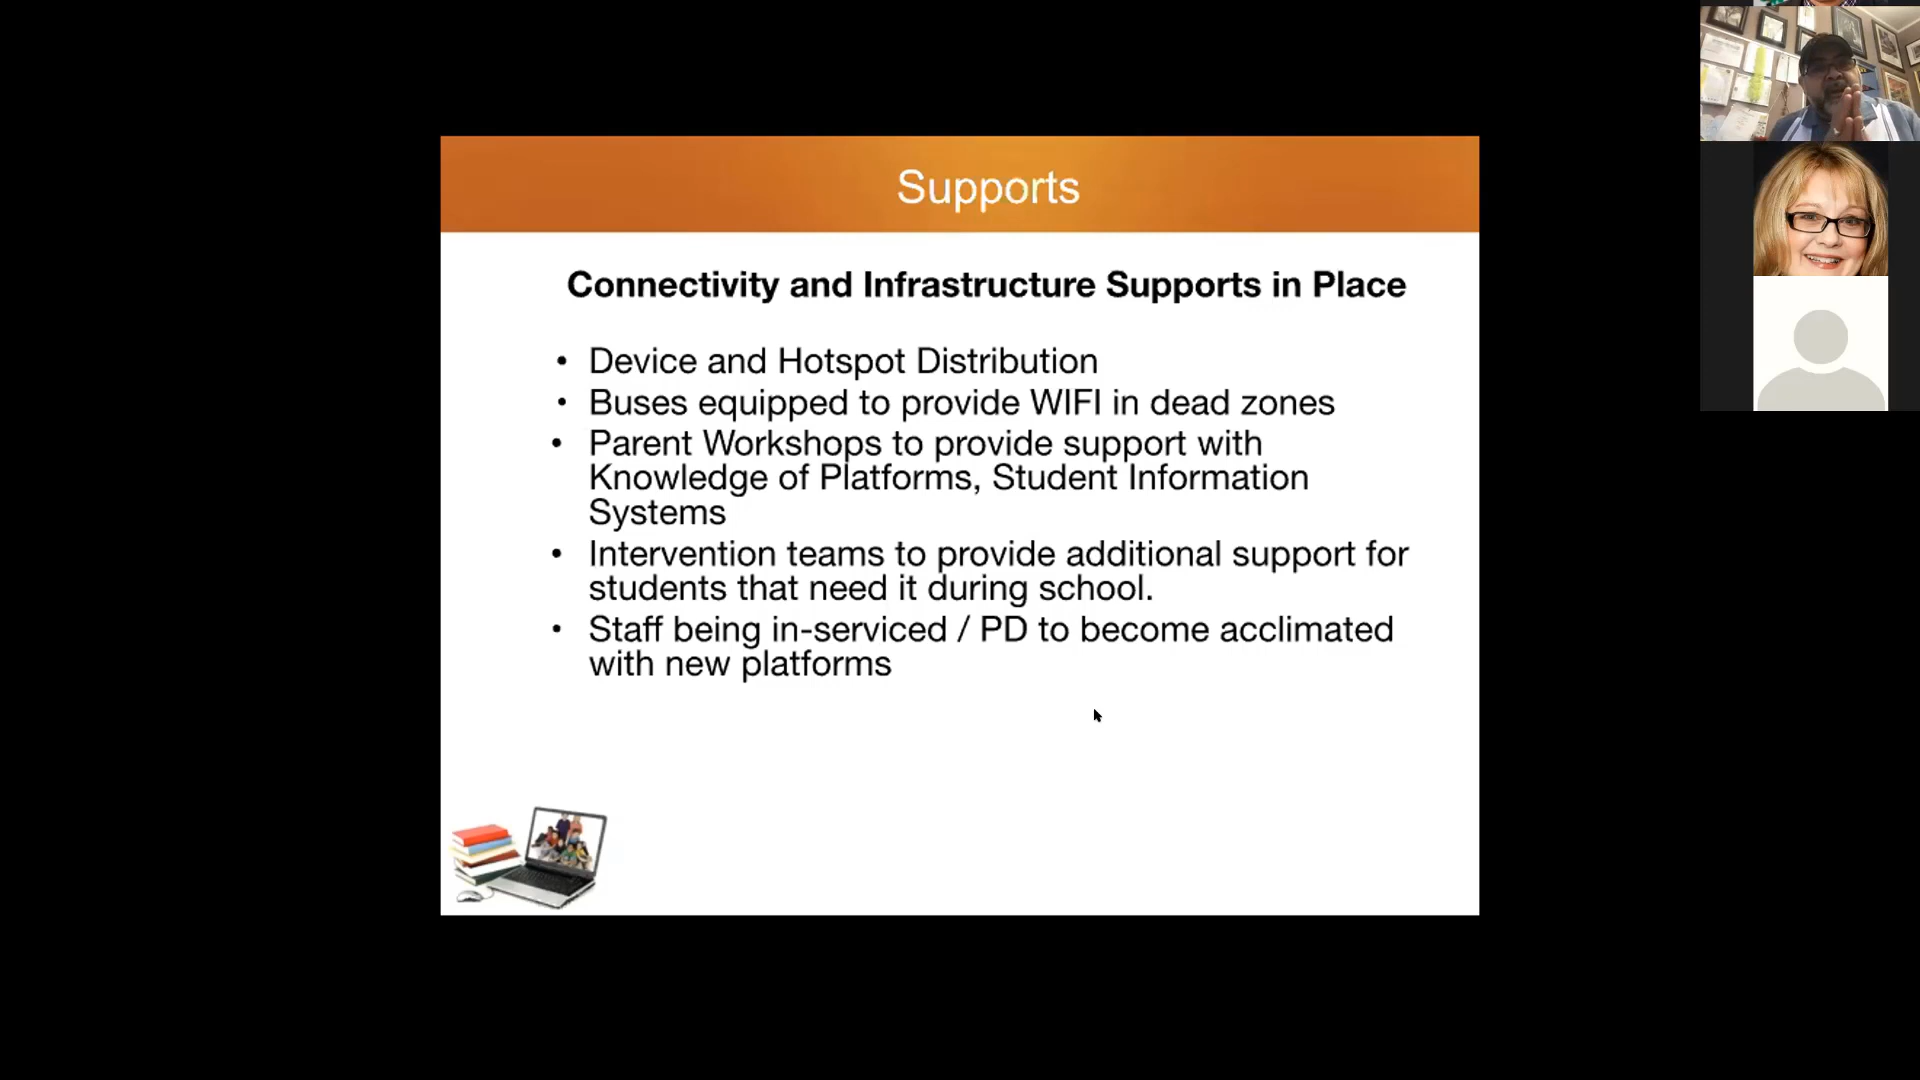 Supports
Connectivity and Infrastructure Supports in Place
• Device and Hotspot Distribution
• Buses equipped to provide WIFI in dead zones
• Parent Workshops to provide support with
Knowledge of Platforms, Student Information
Systems
• Intervention teams to provide additional support for
students that need it during school.
• Staff being in-serviced / PD to become acclimated
with new platforms